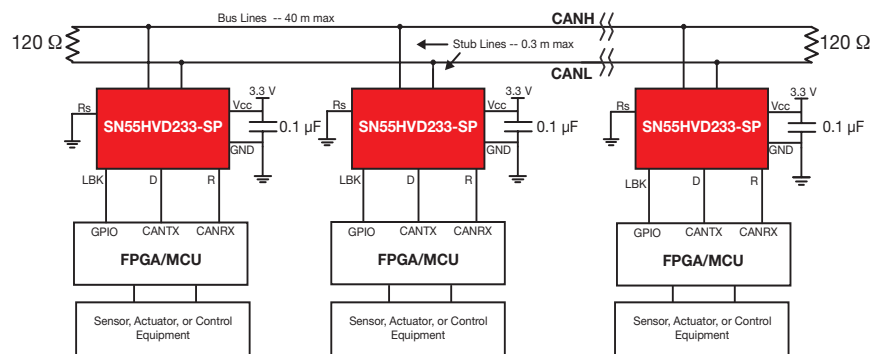 Bus Lines -- 40 m max
CANH
120 Ω
Stub Lines -- 0.3 m max
120 Ω
CANL
Rs
SN55HVD233-SP
Vcc
3.3 V
0.1 µF
GND
LBK
D
R
GPIO
CANTX
CANRX
FPGA/MCU
Sensor, Actuator, or Control
Equipment
Rs
SN55HVD233-SP
Vcc
3.3 V
0.1 µF
GND
LBK
D
R
GPIO
CANTX
CANRX
FPGA/MCU
Sensor, Actuator, or Control
Equipment
Rs
SN55HVD233-SP
Vcc
3.3 V
0.1 µF
GND
LBK
D
R
GPIO
CANTX
CANRX
FPGA/MCU
Sensor, Actuator, or Control
Equipment